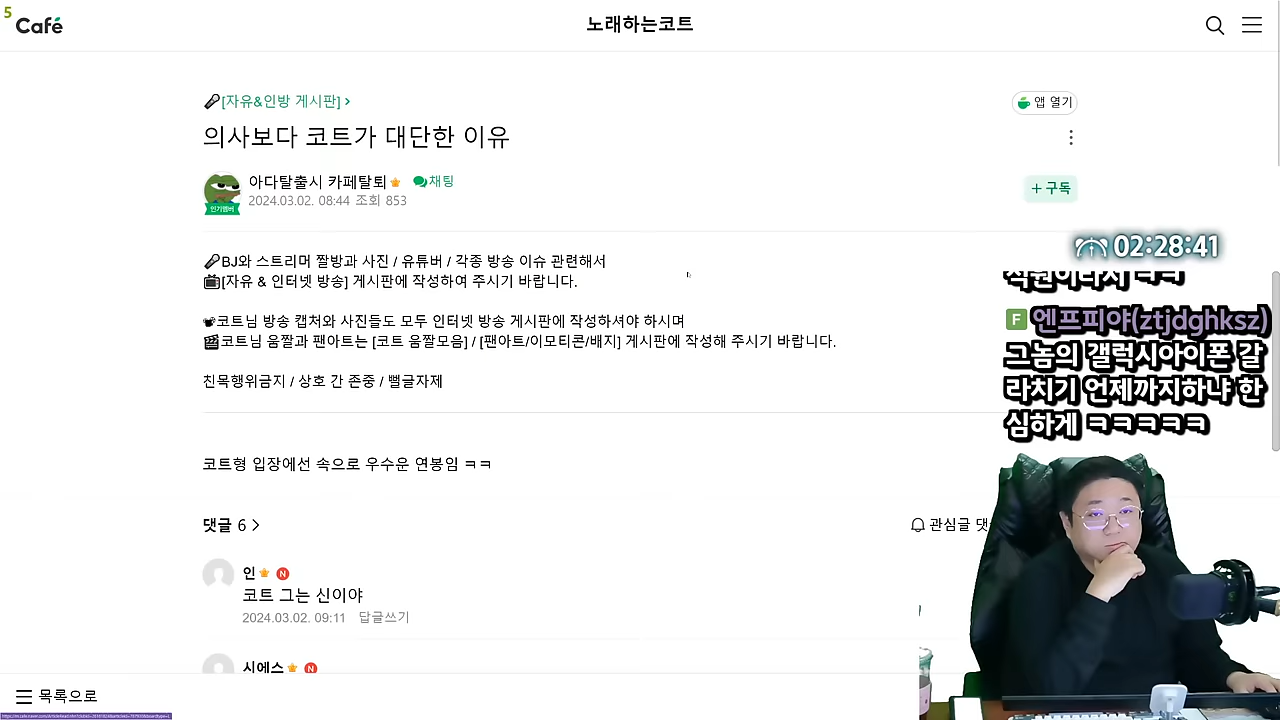 5
Café
노래하는코트
[자유&인방 게시판] >
앱 열기
의사보다 코트가 대단한 이유
아다탈출시 카페탈퇴 채팅
2024.03.02. 08:44 조회 853
인기멤버
+ 구독
02:28:41
BJ와 스트리머 짤방과 사진 / 유튜버 / 각종 방송 이슈 관련해서
[자유 & 인터넷 방송] 게시판에 작성하여 주시기 바랍니다.
코트님 방송 캡처와 사진들도 모두 인터넷 방송 게시판에 작성하셔야 하시며
코트님 움짤과 팬아트는 [코트 움짤모음] / [팬아트/이모티콘/배지] 게시판에 작성해 주시기 바랍니다.
친목행위금지 / 상호 간 존중 / 뻘글자제
F 엔프피야(ztjdghksz)
그놈의 갤럭시아이폰 갈
라치기 언제까지하냐 한
심하게 ㅋㅋㅋㅋㅋ
코트형 입장에선 속으로 우수운 연봉임 ㅋㅋ
댓글 6 >
관심글
인 N
코트 그는 신이야
2024.03.02. 09:11 답글쓰기
시에스 N
목록으로